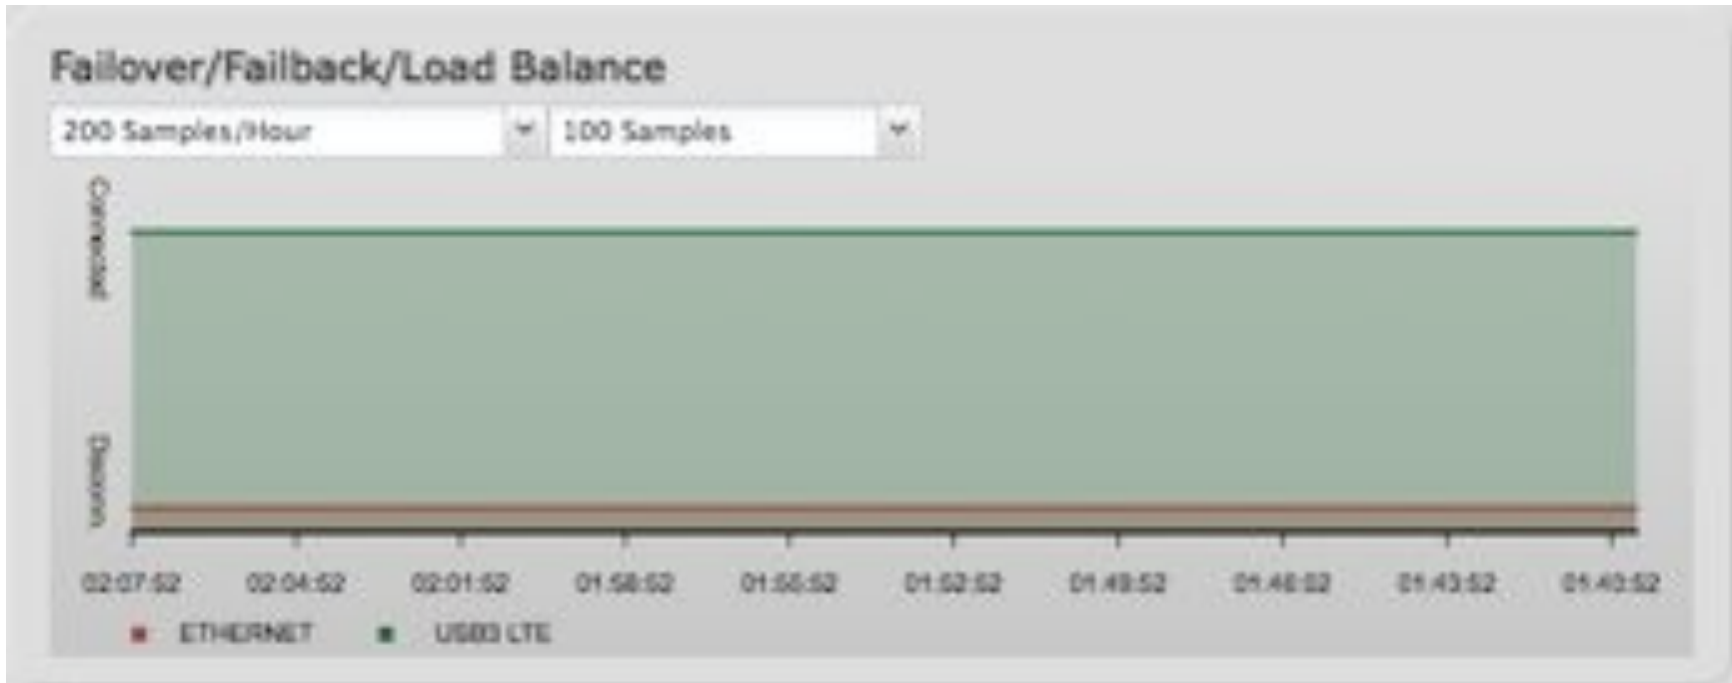 Failover/Failback/Load Balance
200 Samples/Hour 100 Samples
Connected
Disconn.
02:07:52 02:04:52 02:01:52 01:58:52 01:55:52 01:52:52 01:49:52 01:46:52 01:43:52 01:40:52
ETHERNET USB3 LTE